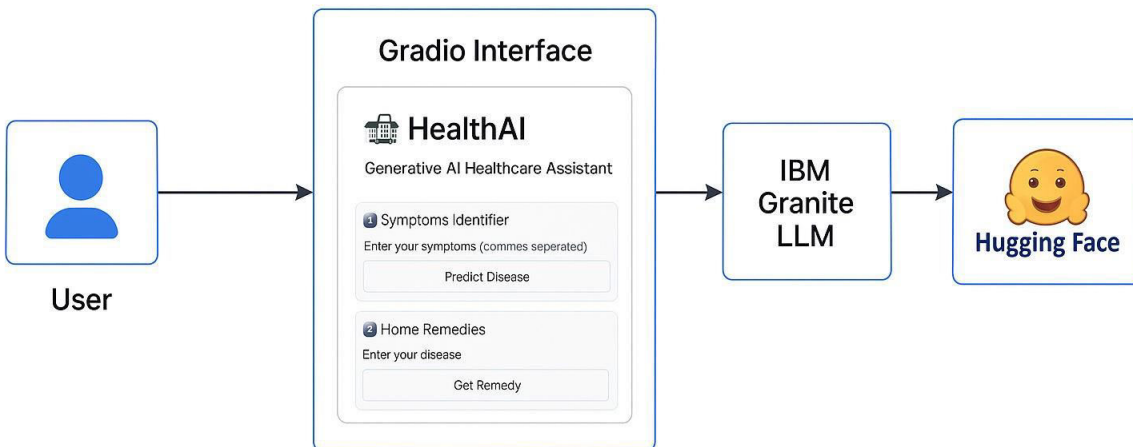 User
Gradio Interface
HealthAI
Generative AI Healthcare Assistant
1 Symptoms Identifier
Enter your symptoms (commes seperated)
Predict Disease
2 Home Remedies
Enter your disease
Get Remedy
IBM
Granite
LLM
Hugging Face